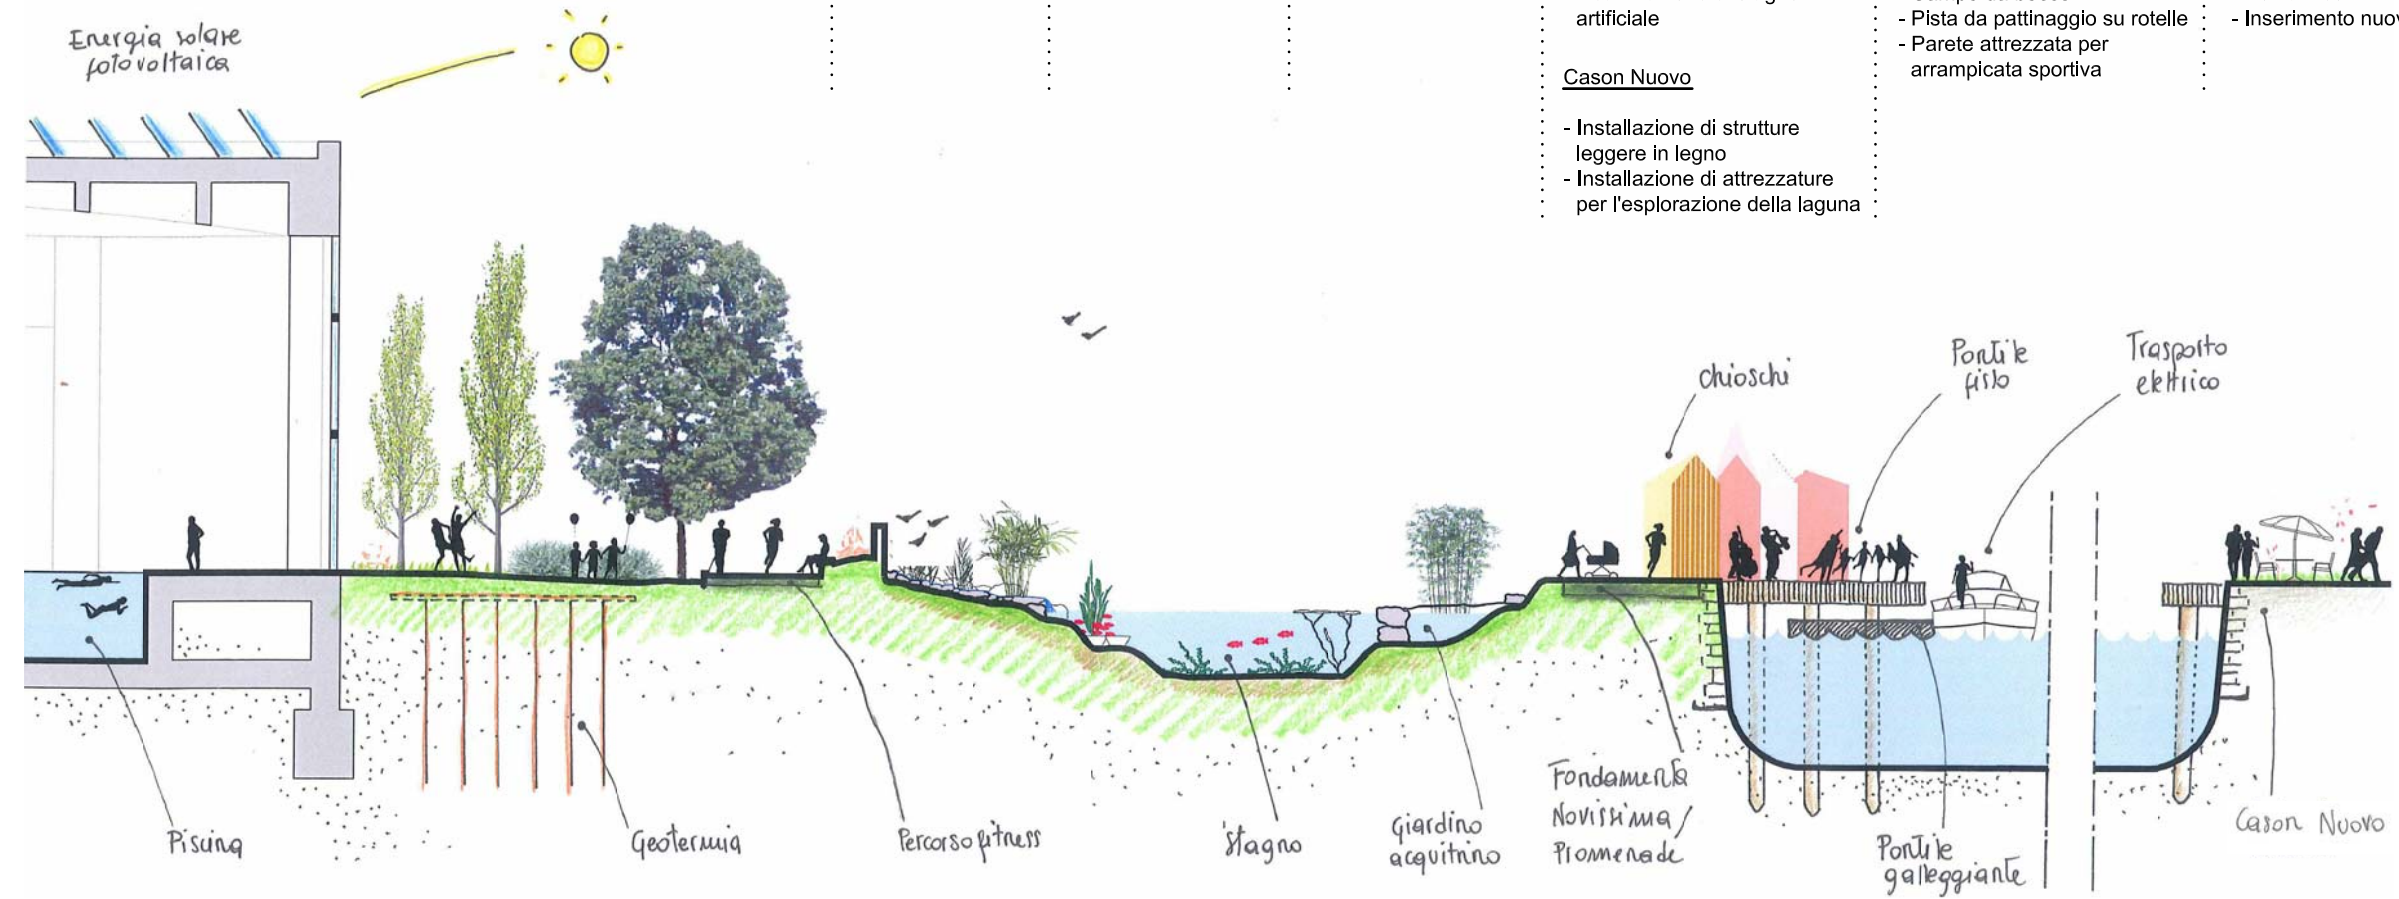 artificiale
Cason Nuovo
- Installazione di strutture
leggere in legno
- Installazione di attrezzature
per l'esplorazione della laguna
- Pista da pattinaggio su rotelle
- Parete attrezzata per
arrampicata sportiva
- Inserimento
Energia solare
fotovoltaica
chioschi
Pontile
fisso
Trasporto
elettrico
Piscina
Geotermia
Percorso fitness
Stagno
Giardino
acquitrino
Fondamenta
Novissima /
Promenade
Pontile
galleggiante
Cason Nuovo